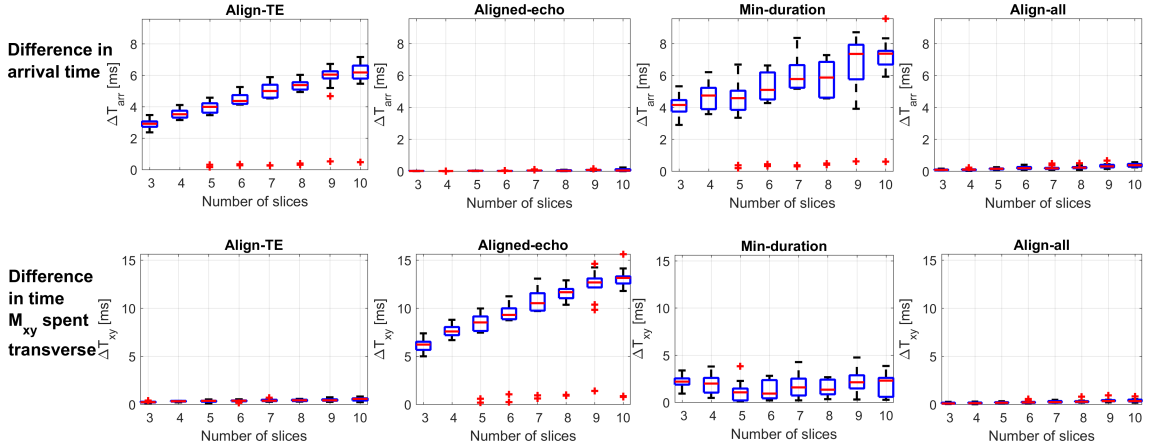 Align-TE
Aligned-echo
Min-duration
Align-all
Difference in
arrival time
ΔT_arr [ms]
8
6
4
2
0
3 4 5 6 7 8 9 10
Number of slices
ΔT_arr [ms]
8
6
4
2
0
3 4 5 6 7 8 9 10
Number of slices
ΔT_arr [ms]
8
6
4
2
0
3 4 5 6 7 8 9 10
Number of slices
ΔT_arr [ms]
8
6
4
2
0
3 4 5 6 7 8 9 10
Number of slices
Align-TE
Aligned-echo
Min-duration
Align-all
Difference
in time
M_xy spent
transverse
ΔT_xy [ms]
15
10
5
0
3 4 5 6 7 8 9 10
Number of slices
ΔT_xy [ms]
15
10
5
0
3 4 5 6 7 8 9 10
Number of slices
ΔT_xy [ms]
15
10
5
0
3 4 5 6 7 8 9 10
Number of slices
ΔT_xy [ms]
15
10
5
0
3 4 5 6 7 8 9 10
Number of slices